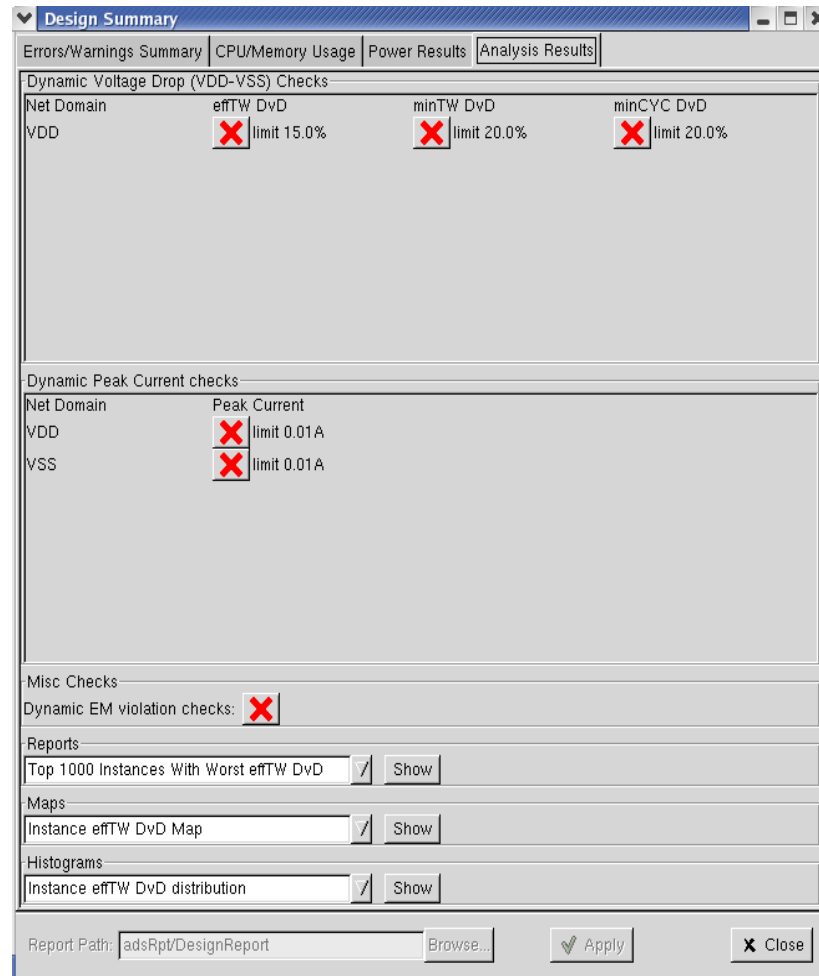 Design Summary
Errors/Warnings Summary CPU/Memory Usage Power Results Analysis Results
Dynamic Voltage Drop (VDD-VSS) Checks
Net Domain effTW DvD minTW DvD minCYC DvD
VDD limit 15.0% limit 20.0% limit 20.0%
Dynamic Peak Current checks
Net Domain Peak Current
VDD limit 0.01A
VSS limit 0.01A
Misc Checks
Dynamic EM violation checks:
Reports
Top 1000 Instances With Worst effTW DvD Show
Maps
Instance effTW DvD Map Show
Histograms
Instance effTW DvD distribution Show
Report Path: adsRpt/DesignReport Browse... Apply Close